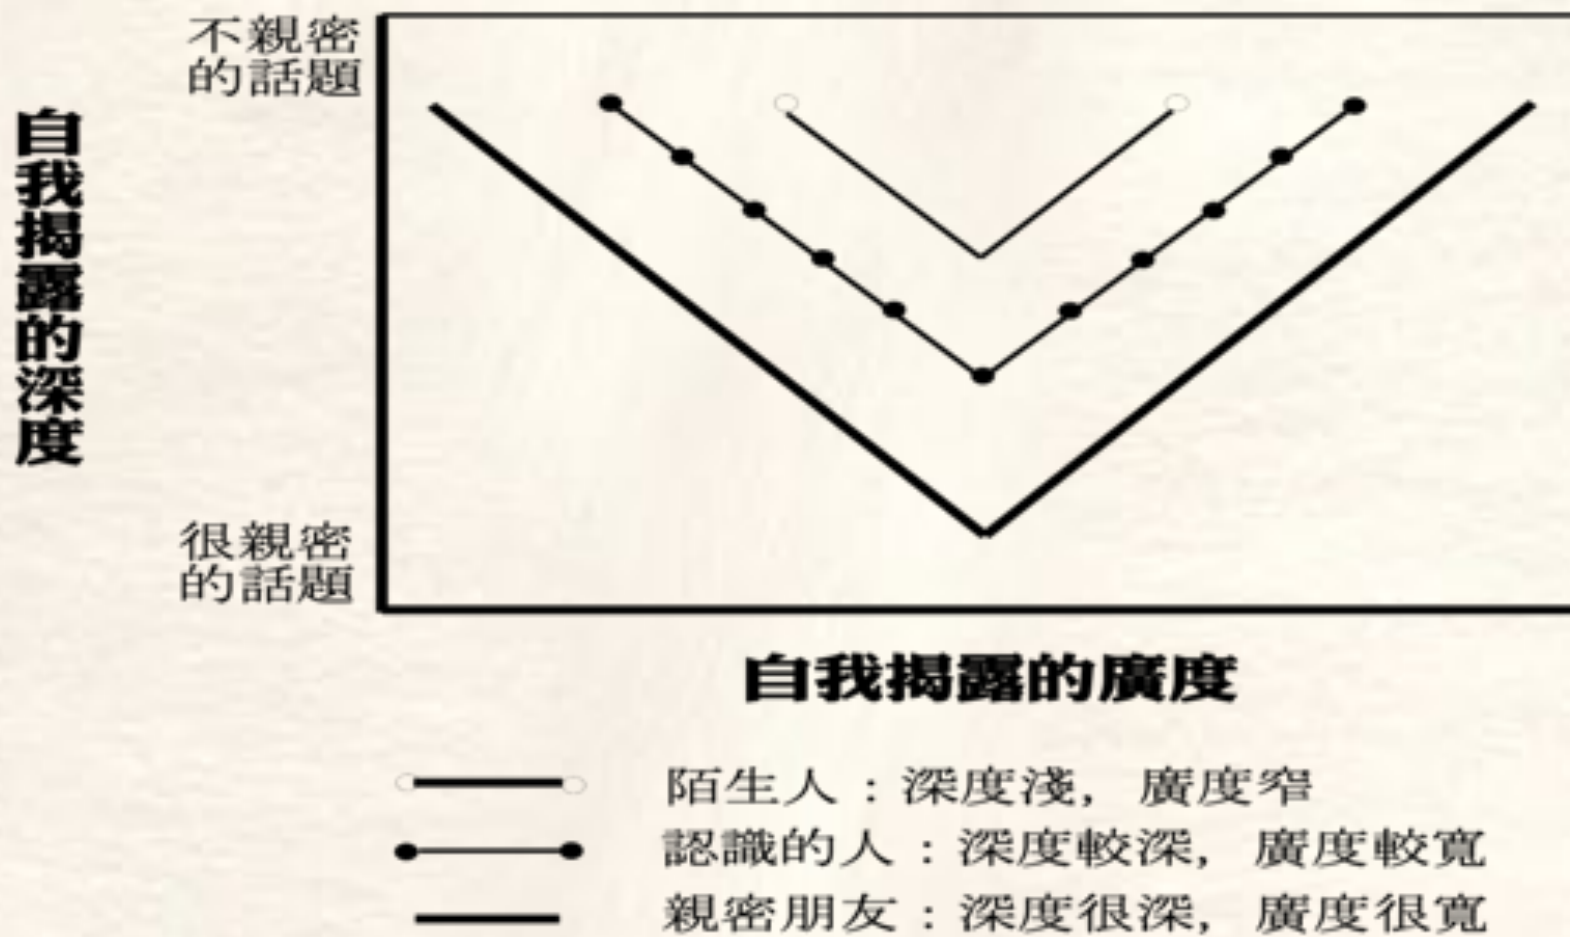 不親密
的話題
自我揭露的深度
很親密
的話題
自我揭露的廣度
陌生人：深度淺，廣度窄
認識的人：深度較深，廣度較寬
親密朋友：深度很深，廣度很寬